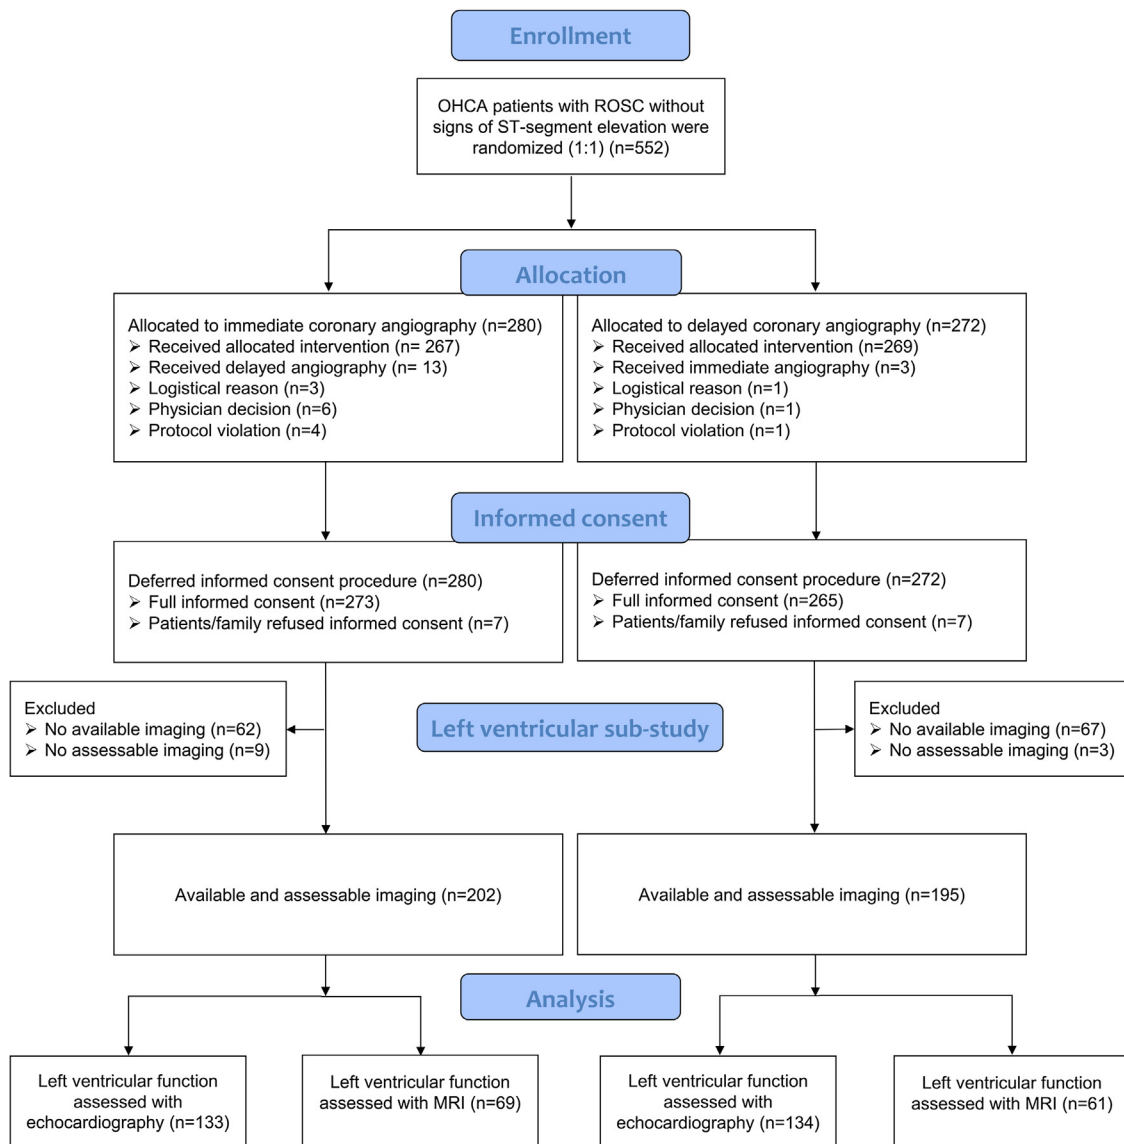 Enrollment
OHCA patients with ROSC without
signs of ST-segment elevation were
randomized (1:1) (n=552)
Allocation
Allocated to immediate coronary angiography (n=280)
➢ Received allocated intervention (n= 267)
➢ Received delayed angiography (n= 13)
➢ Logistical reason (n=3)
➢ Physician decision (n=6)
➢ Protocol violation (n=4)
Allocated to delayed coronary angiography (n=272)
➢ Received allocated intervention (n=269)
➢ Received immediate angiography (n=3)
➢ Logistical reason (n=1)
➢ Physician decision (n=1)
➢ Protocol violation (n=1)
Informed consent
Deferred informed consent procedure (n=280)
➢ Full informed consent (n=273)
➢ Patients/family refused informed consent (n=7)
Deferred informed consent procedure (n=272)
➢ Full informed consent (n=265)
➢ Patients/family refused informed consent (n=7)
Excluded
➢ No available imaging (n=62)
➢ No assessable imaging (n=9)
Left ventricular sub-study
Excluded
➢ No available imaging (n=67)
➢ No assessable imaging (n=3)
Available and assessable imaging (n=202)
Available and assessable imaging (n=195)
Analysis
Left ventricular function
assessed with
echocardiography (n=133)
Left ventricular function
assessed with MRI (n=69)
Left ventricular function
assessed with
echocardiography (n=134)
Left ventricular function
assessed with MRI (n=61)